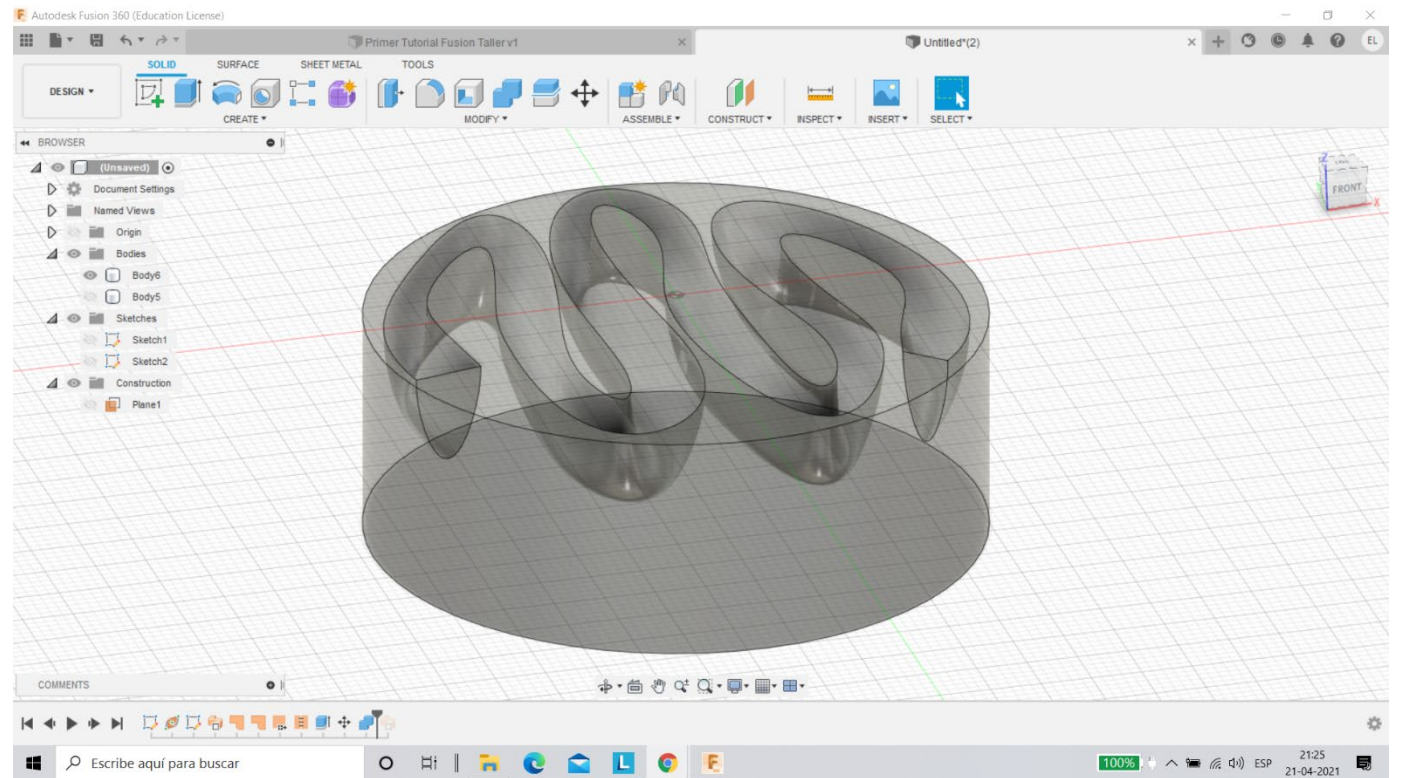 Autodesk Fusion 360 (Education License)
Primer Tutorial Fusion Taller v1
Untitled*(2)
EL
SOLID SURFACE SHEET METAL TOOLS
DESIGN
CREATE MODIFY ASSEMBLE CONSTRUCT INSPECT INSERT SELECT
BROWSER
(Unsaved)
Document Settings
Named Views
Origin
Bodies
Body6
Body5
Sketches
Sketch1
Sketch2
Construction
Plane1
Z
FRONT
X
COMMENTS
Escribe aquí para buscar
L
F
100%
ESP
21:25
21-04-2021